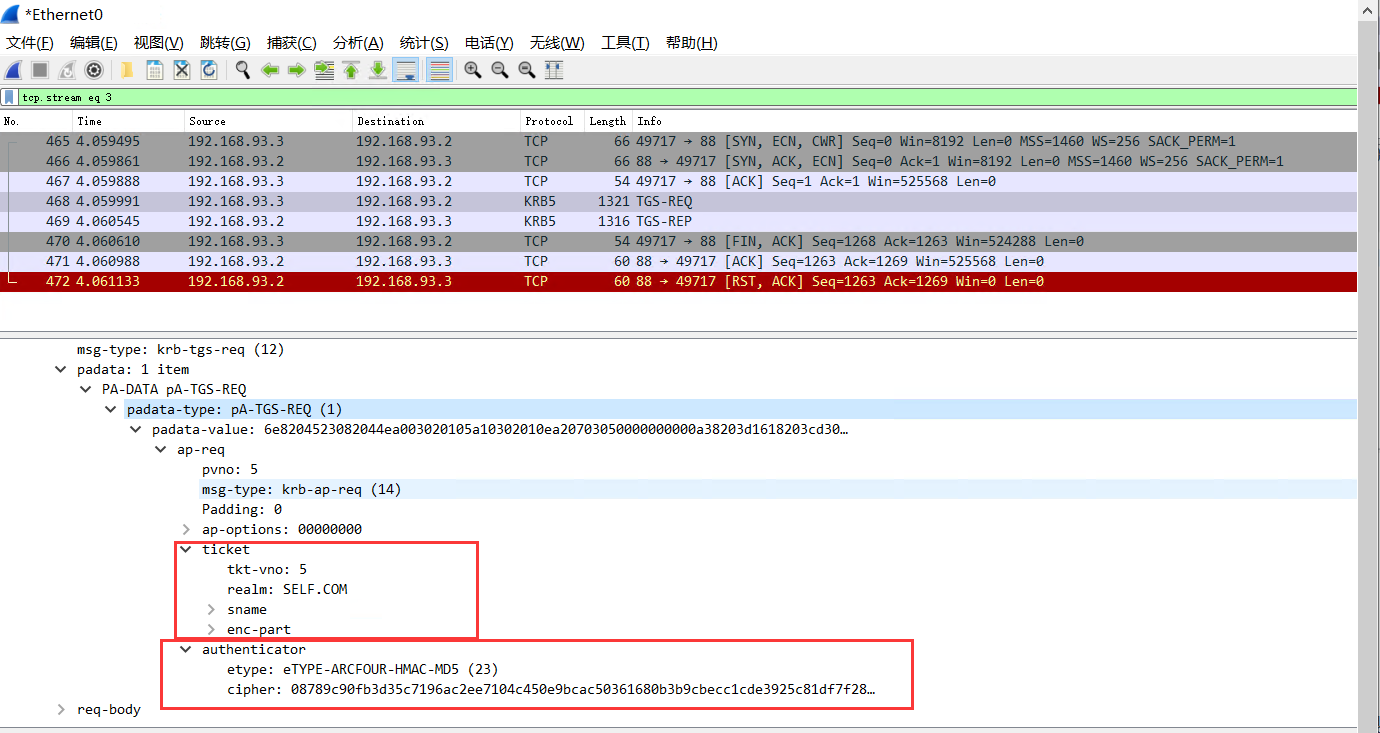 *Ethernet0
文件(F) 编辑(E) 视图(V) 跳转(G) 捕获(C) 分析(A) 统计(S) 电话(Y) 无线(W) 工具(T) 帮助(H)
tcp.stream eq 3
No. Time Source Destination Protocol Length Info
465 4.059495 192.168.93.3 192.168.93.2 TCP 66 49717 → 88 [SYN, ECN, CWR] Seq=0 Win=8192 Len=0 MSS=1460 WS=256 SACK_PERM=1
466 4.059861 192.168.93.2 192.168.93.3 TCP 66 88 → 49717 [SYN, ACK, ECN] Seq=0 Ack=1 Win=8192 Len=0 MSS=1460 WS=256 SACK_PERM=1
467 4.059888 192.168.93.3 192.168.93.2 TCP 54 49717 → 88 [ACK] Seq=1 Ack=1 Win=525568 Len=0
468 4.059991 192.168.93.3 192.168.93.2 KRB5 1321 TGS-REQ
469 4.060545 192.168.93.2 192.168.93.3 KRB5 1316 TGS-REP
470 4.060610 192.168.93.3 192.168.93.2 TCP 54 49717 → 88 [FIN, ACK] Seq=1268 Ack=1263 Win=524288 Len=0
471 4.060988 192.168.93.2 192.168.93.3 TCP 60 88 → 49717 [ACK] Seq=1263 Ack=1269 Win=525568 Len=0
472 4.061133 192.168.93.2 192.168.93.3 TCP 60 88 → 49717 [RST, ACK] Seq=1263 Ack=1269 Win=0 Len=0
msg-type: krb-tgs-req (12)
padata: 1 item
PA-DATA pA-TGS-REQ
padata-type: pA-TGS-REQ (1)
padata-value: 6e8204523082044ea003020105a10302010ea20703050000000000a38203d1618203cd30…
ap-req
pvno: 5
msg-type: krb-ap-req (14)
Padding: 0
ap-options: 00000000
ticket
tkt-vno: 5
realm: SELF.COM
sname
enc-part
authenticator
etype: eTYPE-ARCFOUR-HMAC-MD5 (23)
cipher: 08789c90fb3d35c7196ac2ee7104c450e9bcac50361680b3b9cbecc1cde3925c81df7f28…
req-body